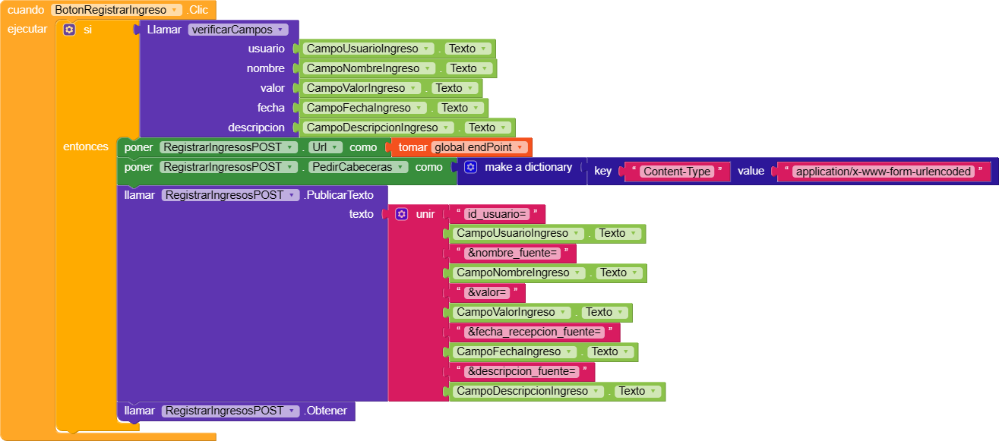 cuando BotonRegistrarIngreso .Clic
ejecutar si Llamar verificarCampos
usuario CampoUsuarioIngreso . Texto
nombre CampoNombreIngreso . Texto
valor CampoValorIngreso . Texto
fecha CampoFechaIngreso . Texto
descripcion CampoDescripcionIngreso . Texto
entonces poner RegistrarIngresosPOST . Url como tomar global endPoint
poner RegistrarIngresosPOST . PedirCabeceras como make a dictionary key “ Content-Type ” value “ application/x-www-form-urlencoded ”
llamar RegistrarIngresosPOST .PublicarTexto
texto unir “ id_usuario= ”
CampoUsuarioIngreso . Texto
“ &nombre_fuente= ”
CampoNombreIngreso . Texto
“ &valor= ”
CampoValorIngreso . Texto
“ &fecha_recepcion_fuente= ”
CampoFechaIngreso . Texto
“ &descripcion_fuente= ”
CampoDescripcionIngreso . Texto
llamar RegistrarIngresosPOST .Obtener